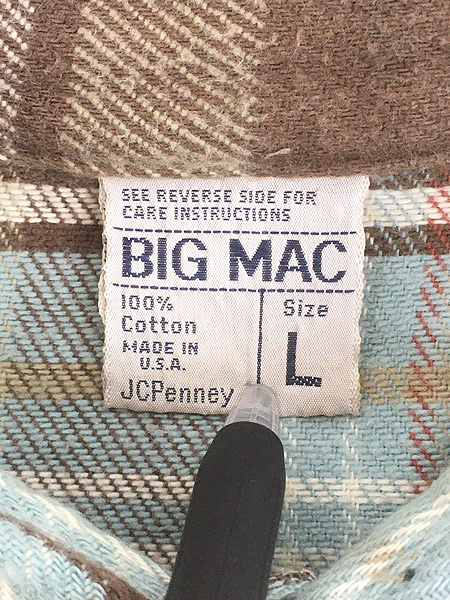 SEE REVERSE SIDE FOR
CARE INSTRUCTIONS
BIG MAC
100%
Cotton
MADE IN
U.S.A.
JCPenney
Size
L